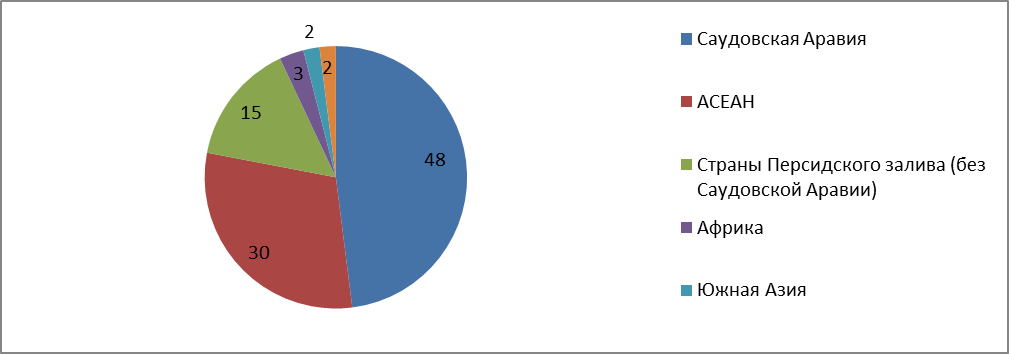 2
3
2
15
48
30
Саудовская Аравия
АСЕАН
Страны Персидского залива (без
Саудовской Аравии)
Африка
Южная Азия